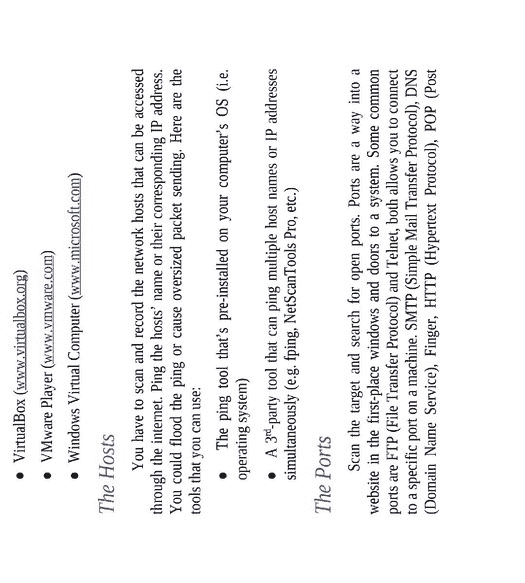 • VirtualBox (www.virtualbox.org)
• VMware Player (www.vmware.com)
• Windows Virtual Computer (www.microsoft.com)
The Hosts
You have to scan and record the network hosts that can be accessed
through the internet. Ping the hosts' name or their corresponding IP address.
You could flood the ping or cause oversized packet sending. Here are the
tools that you can use:
• The ping tool that's pre-installed on your computer's OS (i.e.
operating system)
• A 3rd-party tool that can ping multiple host names or IP addresses
simultaneously (e.g. fping, NetScanTools Pro, etc.)
The Ports
Scan the target and search for open ports. Ports are a way into a
website in the first-place windows and doors to a system. Some common
ports are FTP (File Transfer Protocol) and Telnet, both allows you to connect
to a specific port on a machine. SMTP (Simple Mail Transfer Protocol), DNS
(Domain Name Service), Finger, HTTP (Hypertext Protocol), POP (Post